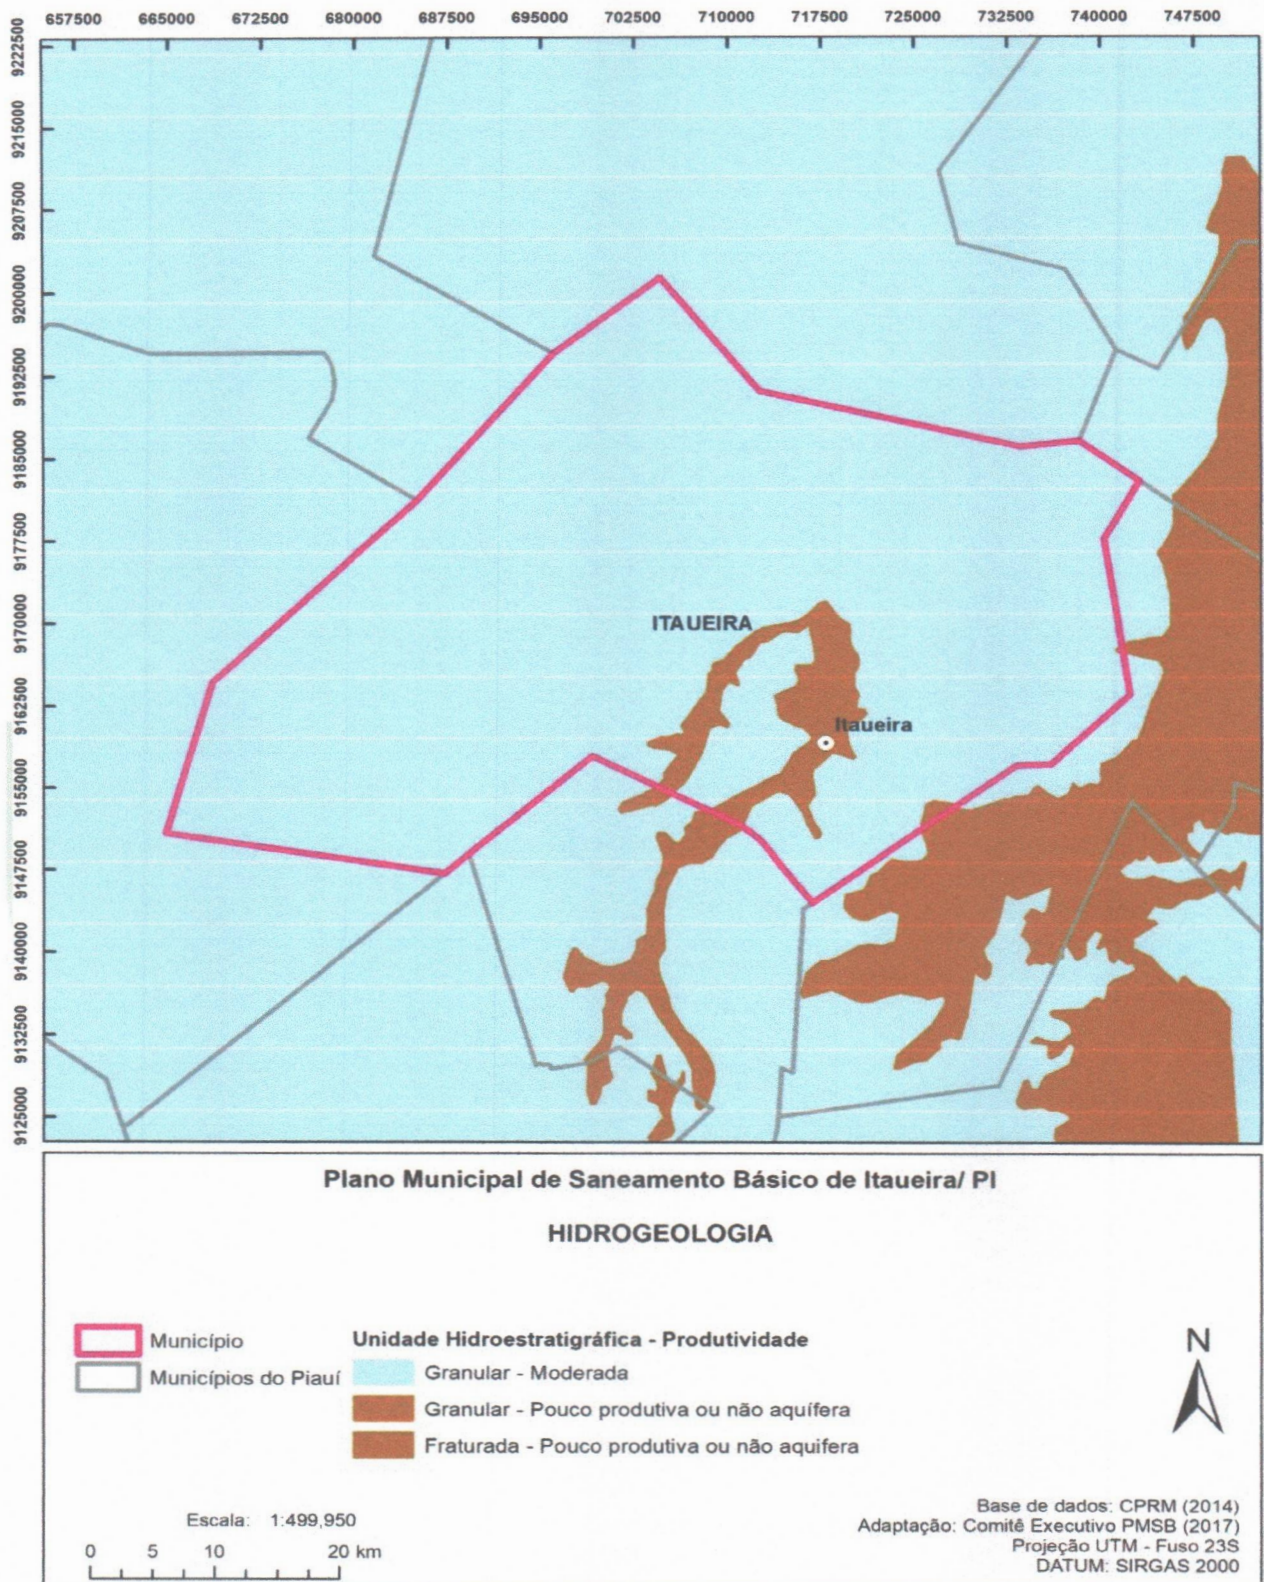 657500 665000 672500 680000 687500 695000 702500 710000 717500 725000 732500 740000 747500
9222500
9215000
9207500
9200000
9192500
9185000
9177500
9170000
9162500
9155000
9147500
9140000
9132500
9125000
ITAUEIRA
Itaueira
Plano Municipal de Saneamento Básico de Itaueira/ PI
HIDROGEOLOGIA
Município
Municípios do Piauí
Unidade Hidroestratigráfica - Produtividade
Granular - Moderada
Granular - Pouco produtiva ou não aquífera
Fraturada - Pouco produtiva ou não aquifera
N
Escala: 1:499,950
0 5 10 20 km
Base de dados: CPRM (2014)
Adaptação: Comitê Executivo PMSB (2017)
Projeção UTM - Fuso 23S
DATUM: SIRGAS 2000